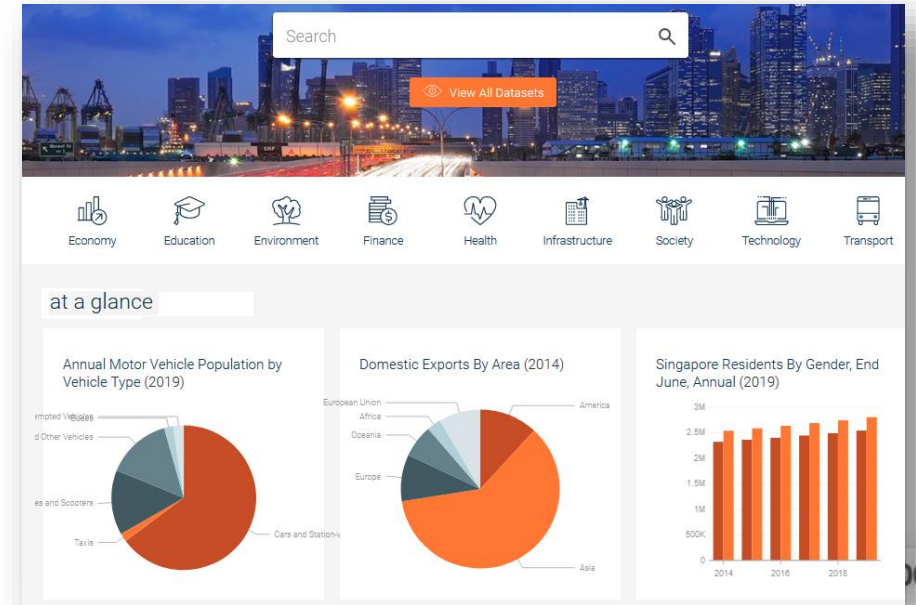 Search
View All Datasets
Economy
Education
Environment
Finance
Health
Infrastructure
Society
Technology
Transport
at a glance
Annual Motor Vehicle Population by
Vehicle Type (2019)
empted Vehicles
Buses
d Other Vehicles
es and Scooters
Taxis
Cars and Station-w
Domestic Exports By Area (2014)
European Union
Africa
Oceania
Europe
America
Asia
Singapore Residents By Gender, End
June, Annual (2019)
3M
2.5M
2M
1.5M
1M
500K
0
2014
2016
2018